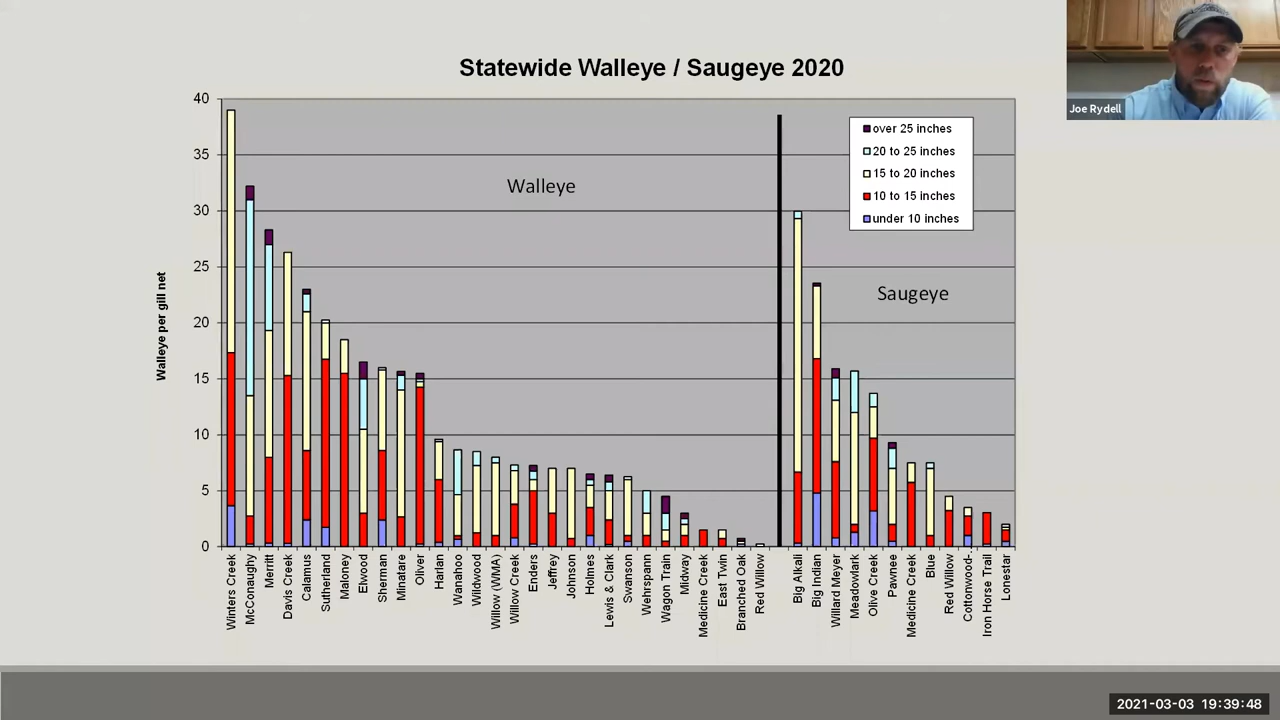 Statewide Walleye / Saugeye 2020
Joe Rydell
40
35
30
25
20
15
10
5
0
Walleye per gill net
Walleye
Saugeye
over 25 inches
20 to 25 inches
15 to 20 inches
10 to 15 inches
under 10 inches
Winters Creek
McConaughy
Merritt
Davis Creek
Calamus
Sutherland
Maloney
Elwood
Sherman
Minatare
Oliver
Harlan
Wanahoo
Wildwood
Willow (WMA)
Willow Creek
Enders
Jeffrey
Johnson
Holmes
Lewis & Clark
Swanson
Wehrspann
Wagon Train
Midway
Medicine Creek
East Twin
Branched Oak
Red Willow
Big Alkali
Big Indian
Willard Meyer
Meadowlark
Olive Creek
Pawnee
Medicine Creek
Blue
Red Willow
Cottonwood-.
Iron Horse Trail
Lonestar
2021-03-03 19:39:48